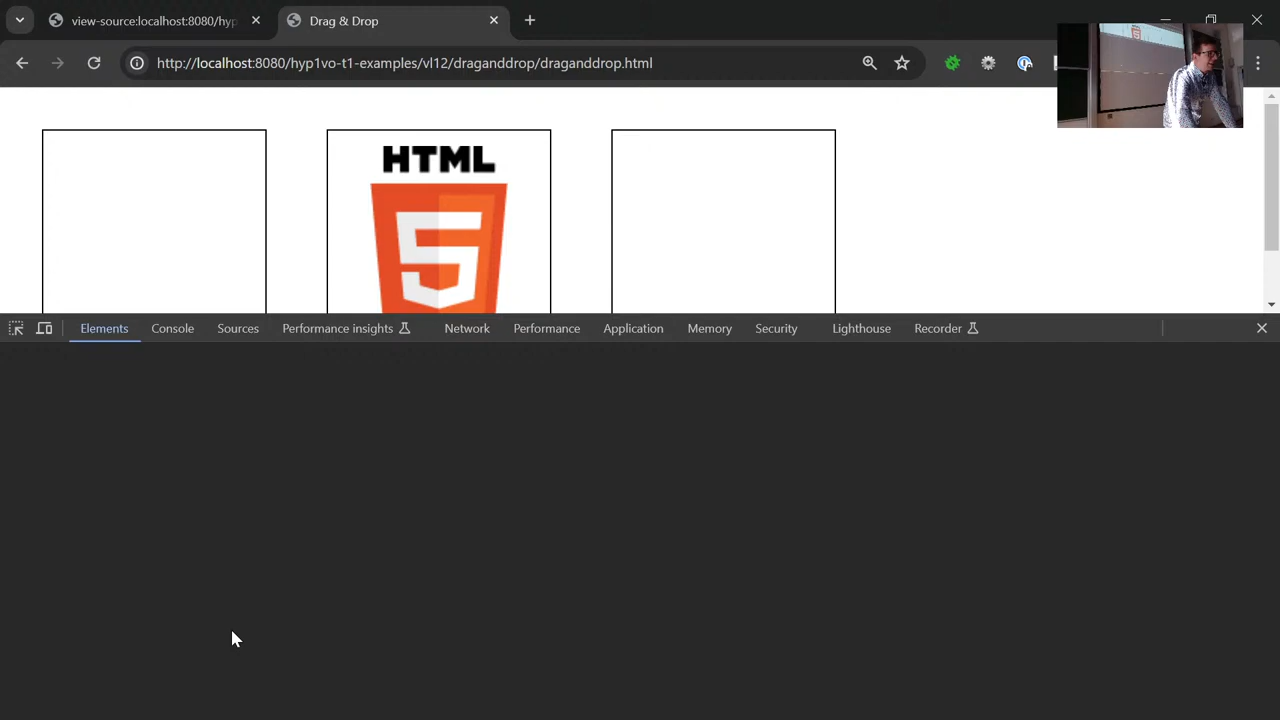 view-source:localhost:8080/hyp
Drag & Drop
http://localhost:8080/hyp1vo-t1-examples/vl12/draganddrop/draganddrop.html
HTML
5
Elements
Console
Sources
Performance insights
Network
Performance
Application
Memory
Security
Lighthouse
Recorder